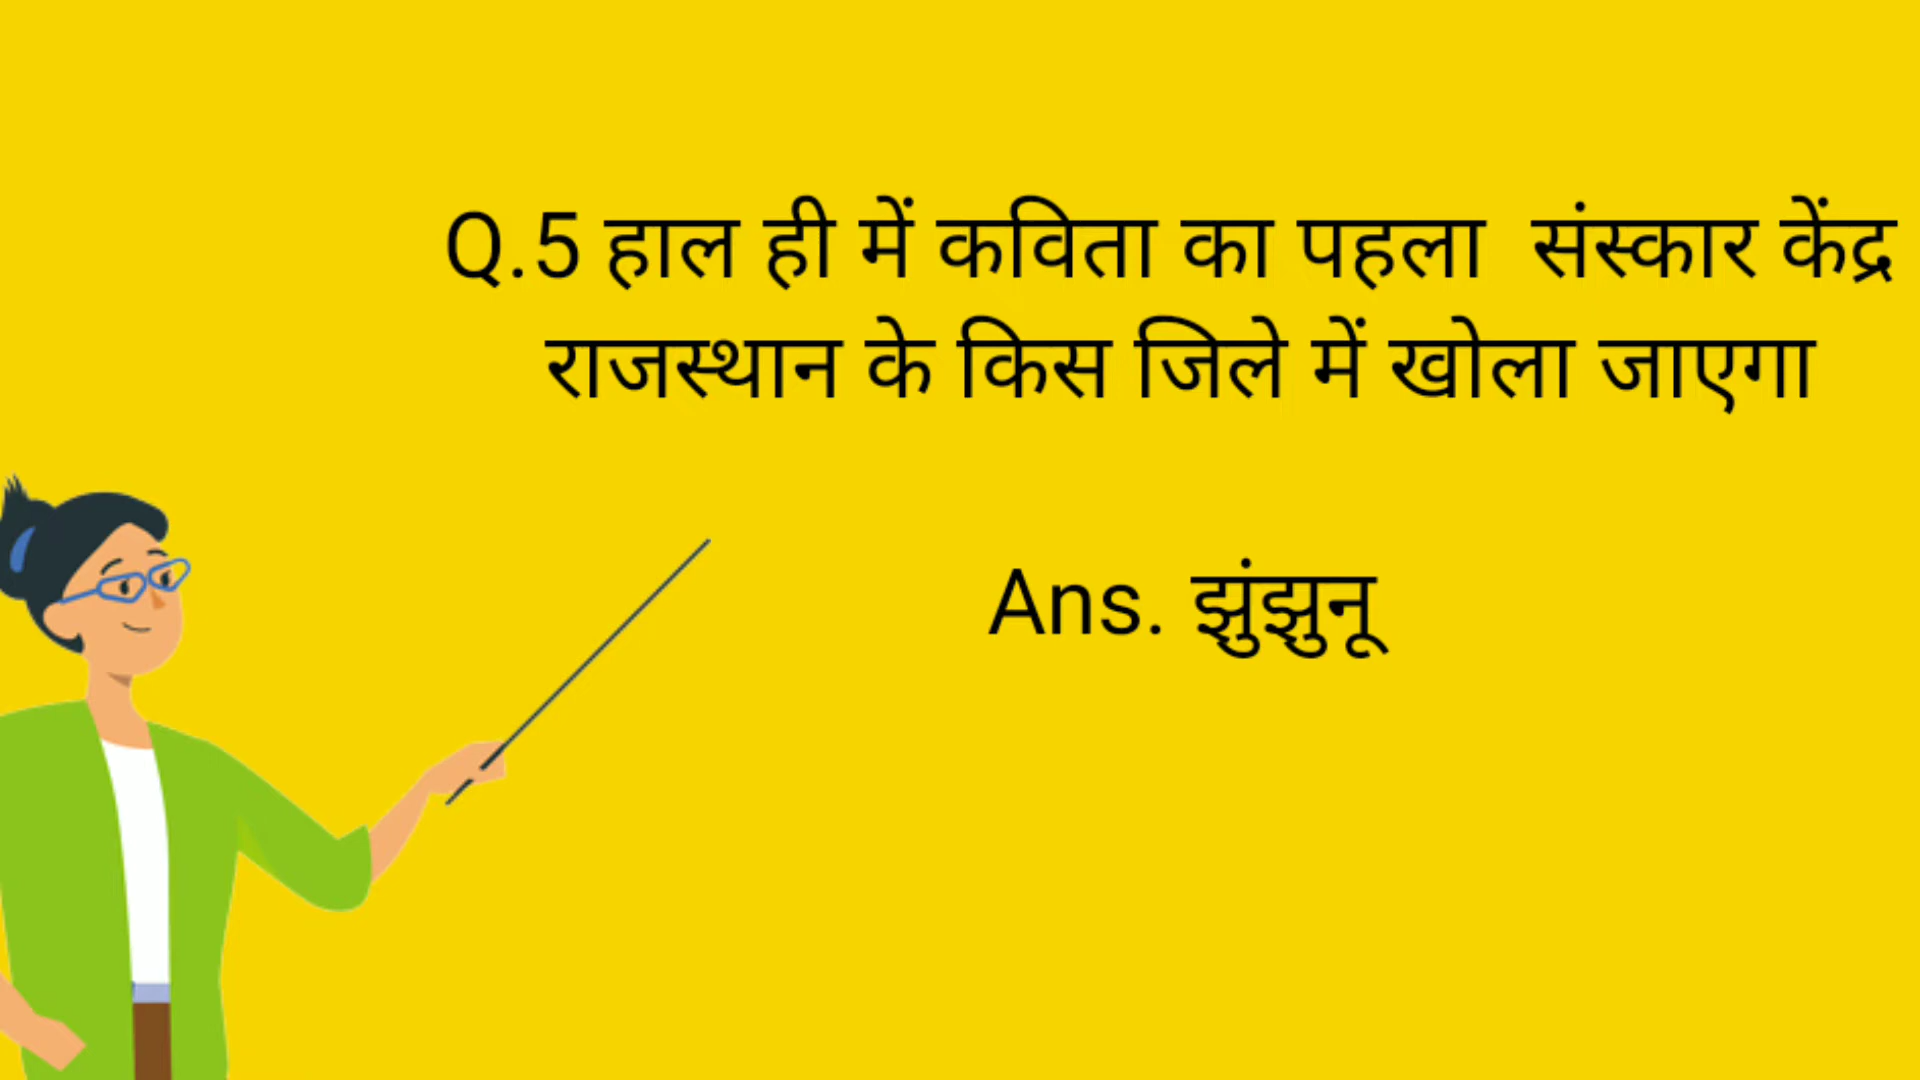 Q.5 हाल ही में कविता का पहला संस्कार केंद्र
राजस्थान के किस जिले में खोला जाएगा
Ans. झुंझुनू